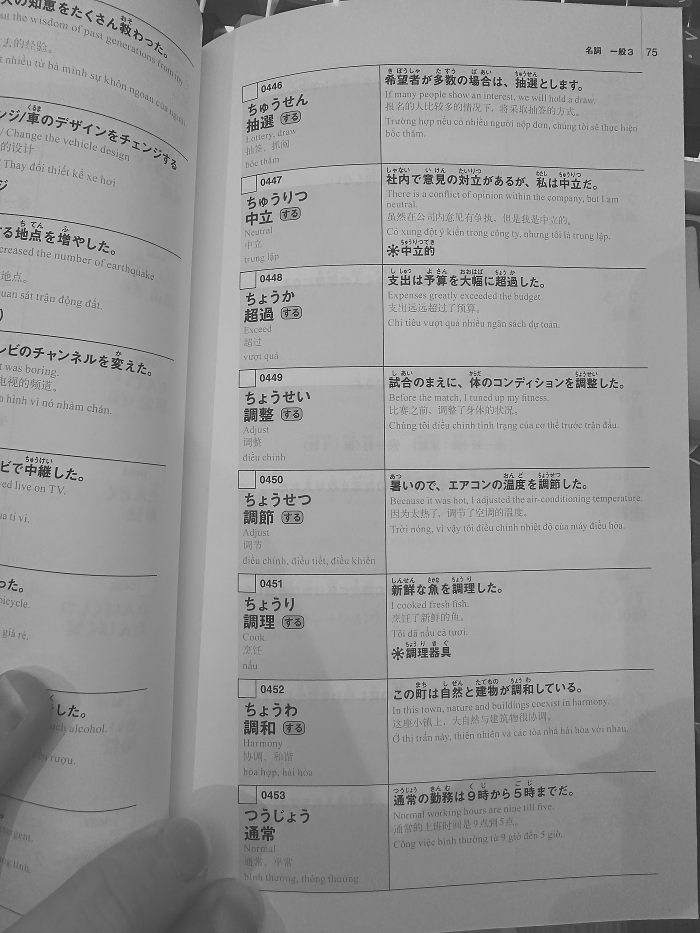 の知恵をたくさん教わった。
the wisdom of past generations from
去的经验。
nhiều từ bà mình sự khôn ngoan của
車のデザインをチェンジする
/ Change the vehicle design
的设计
Thay đổi thiết kế xe hơi
る地点を増やした。
creased the number of earthquake
地点。
uan sát trận động đất.
レビのチャンネルを変えた。
t was boring.
电视的频道。
n hình vì nó nhàm chán.
ビで中継した。
ved live on TV.
ua ti vi.
った。
bicycle.
giá rẻ.
した。
alcohol.
rượu.
名詞 一般3 75
0446
ちゅうせん
抽選 する
Lottery, draw
抽签、抓阄
bốc thăm
希望者が多数の場合は、抽選とします。
If many people show an interest, we will hold a draw.
报名的人比较多的情况下，将采取抽签的方式。
Trường hợp nếu có nhiều người nộp đơn, chúng tôi sẽ thực hiện
bốc thăm.
0447
ちゅうりつ
中立 する
Neutral
中立
trung lập
社内で意見の対立があるが、私は中立だ。
There is a conflict of opinion within the company, but I am
neutral.
虽然在公司内意见有争执，但是我是中立的。
Có xung đột ý kiến trong công ty, nhưng tôi là trung lập.
※中立的
0448
ちょうか
超過 する
Exceed
超过
vượt quá
支出は予算を大幅に超過した。
Expenses greatly exceeded the budget.
支出远远超过了预算。
Chi tiêu vượt quá nhiều ngân sách dự toán.
0449
ちょうせい
調整 する
Adjust
调整
điều chỉnh
試合のまえに、体のコンディションを調整した。
Before the match, I tuned up my fitness.
比赛之前，调整了身体的状况。
Chúng tôi điều chỉnh tình trạng của cơ thể trước trận đấu.
0450
ちょうせつ
調節 する
Adjust
调节
điều chỉnh, điều tiết, điều khiển
暑いので、エアコンの温度を調節した。
Because it was hot, I adjusted the air-conditioning temperature.
因为太热了，调节了空调的温度。
Trời nóng, vì vậy tôi điều chỉnh nhiệt độ của máy điều hòa.
0451
ちょうり
調理 する
Cook
烹饪
nấu
新鮮な魚を調理した。
I cooked fresh fish.
烹饪了新鲜的鱼。
Tôi đã nấu cá tươi.
※調理器具
0452
ちょうわ
調和 する
Harmony
协调、和谐
hòa hợp, hài hòa
この町は自然と建物が調和している。
In this town, nature and buildings coexist in harmony.
这座小镇上，大自然与建筑物很协调。
Ở thị trấn này, thiên nhiên và các tòa nhà hài hòa với nhau.
0453
つうじょう
通常
Normal
通常、平常
bình thường, thông thường
通常の勤務は9時から5時までだ。
Normal working hours are nine till five.
通常的上班时间是9点到5点。
Công việc bình thường từ 9 giờ đến 5 giờ.